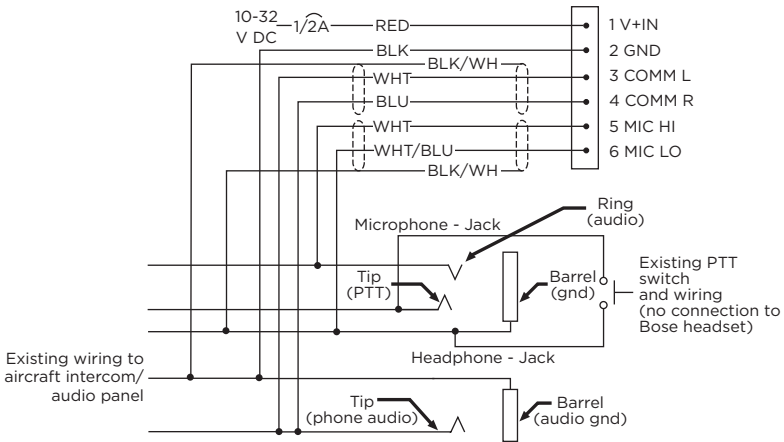 10-32
V DC
1/2A
RED
1 V+IN
BLK
2 GND
BLK/WH
WHT
3 COMM L
BLU
4 COMM R
WHT
5 MIC HI
WHT/BLU
6 MIC LO
BLK/WH
Ring
(audio)
Microphone - Jack
Tip
(PTT)
Barrel
(gnd)
Existing PTT
switch
and wiring
(no connection to
Bose headset)
Headphone - Jack
Existing wiring to
aircraft intercom/
audio panel
Tip
(phone audio)
Barrel
(audio gnd)